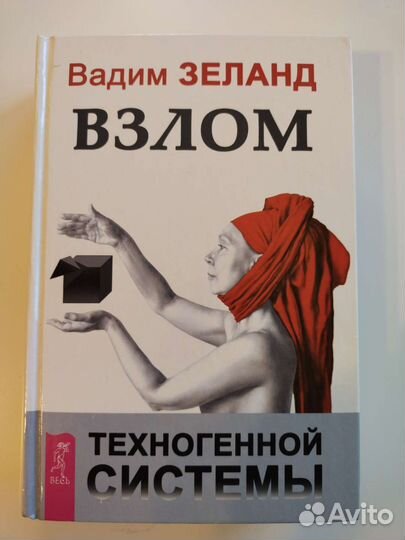 Вадим ЗЕЛАНД
ВЗЛОМ
ТЕХНОГЕННОЙ
СИСТЕМЫ
ВЕСЬ
Avito